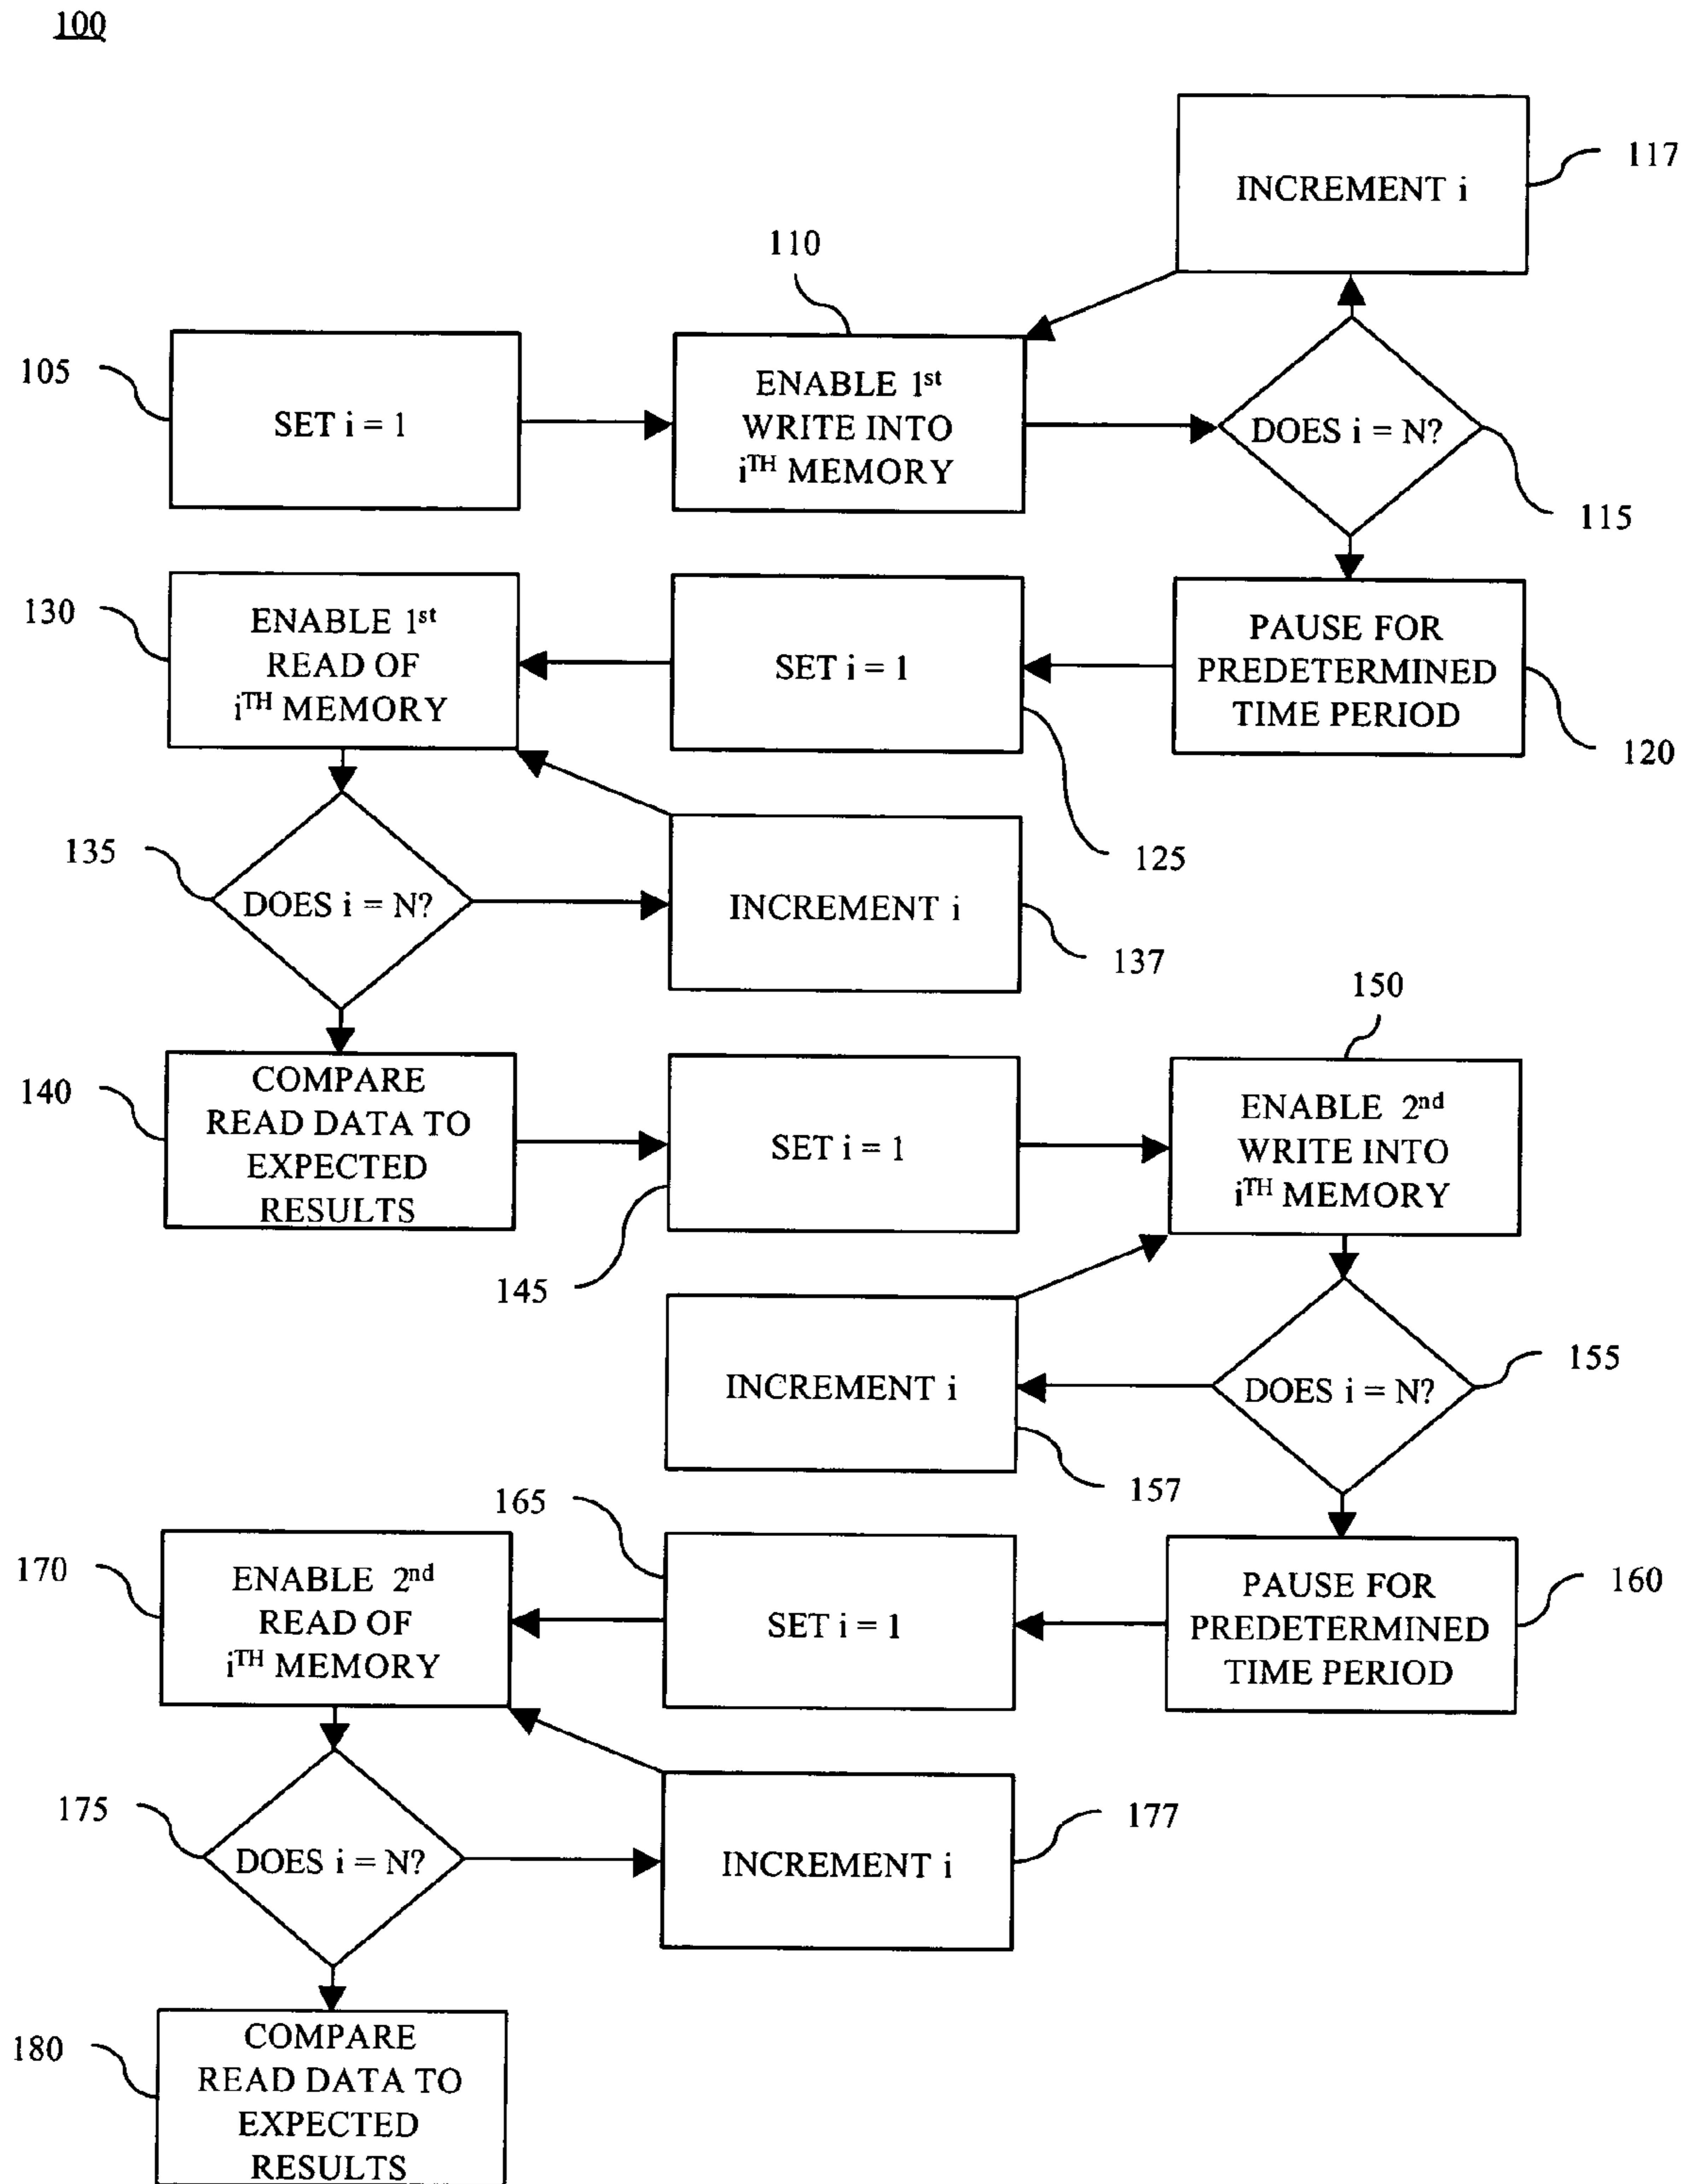 100
117
INCREMENT i
110
105
SET i = 1
ENABLE 1st
WRITE INTO
iTH MEMORY
DOES i = N?
115
130
ENABLE 1st
READ OF
iTH MEMORY
SET i = 1
PAUSE FOR
PREDETERMINED
TIME PERIOD
120
125
135
DOES i = N?
INCREMENT i
137
150
140
COMPARE
READ DATA TO
EXPECTED
RESULTS
SET i = 1
145
ENABLE 2nd
WRITE INTO
iTH MEMORY
INCREMENT i
157
DOES i = N?
155
165
170
ENABLE 2nd
READ OF
iTH MEMORY
SET i = 1
PAUSE FOR
PREDETERMINED
TIME PERIOD
160
175
DOES i = N?
INCREMENT i
177
180
COMPARE
READ DATA TO
EXPECTED
RESULTS